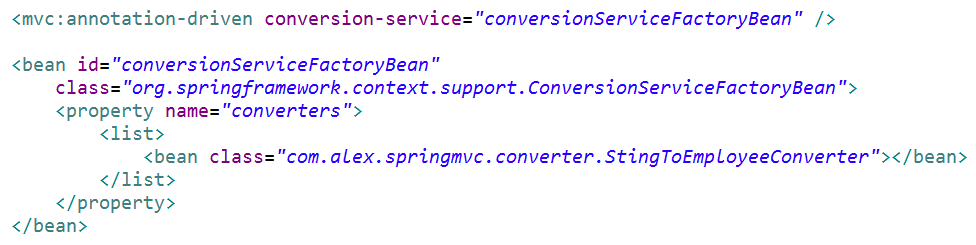 <mvc:annotation-driven conversion-service="conversionServiceFactoryBean" />
<bean id="conversionServiceFactoryBean"
class="org.springframework.context.support.ConversionServiceFactoryBean">
<property name="converters">
<list>
<bean class="com.alex.springmvc.converter.StingToEmployeeConverter"></bean>
</list>
</property>
</bean>